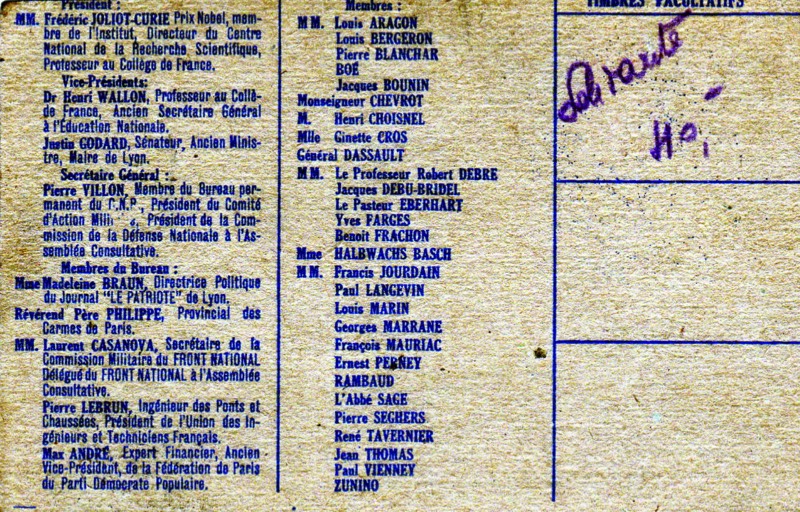 Président :
MM. Frédéric JOLIOT-CURIE Prix Nobel, mem-
bre de l'Institut, Directeur du Centre
National de la Recherche Scientifique,
Professeur au Collège de France.
Vice-Présidents:
Dr Henri WALLON, Professeur au Collè-
de France, Ancien Secrétaire Général
à l'Éducation Nationale.
Justin GODARD, Sénateur, Ancien Minis-
tre, Maire de Lyon.
Secrétaire Général :
Pierre VILLON, Membre du Bureau per-
manent du C.N.P., Président du Comité
d'Action Président de la Com-
mission de la Défense Nationale à l'As-
semblée Consultative.
Membres du Bureau :
Mme Madeleine BRAUN, Directrice Politique
du Journal "LE PATRIOTE" de Lyon.
Révérend Père PHILIPPE, Provincial des
Carmes de Paris.
MM. Laurent CASANOVA, Secrétaire de la
Commission Militaire du FRONT NATIONAL
Délégué du FRONT NATIONAL à l'Assemblée
Consultative.
Pierre LEBRUN, Ingénieur des Ponts et
Chaussées, Président de l'Union des In-
génieurs et Techniciens Français.
Max ANDRÉ, Expert Financier, Ancien
Vice-Président, de la Fédération de Paris
du Parti Démocrate Populaire.
Membres :
MM. Louis ARAGON
Louis BERGERON
Pierre BLANCHAR
BOÉ
Jacques BOUNIN
Monseigneur CHEVROT
M. Henri CHOISNEL
Mlle Ginette CROS
Général DASSAULT
MM. Le Professeur Robert DEBRE
Jacques DEBU-BRIDEL
Le Pasteur EBERHART
Yves FARGES
Benoit FRACHON
Mme HALBWACHS BASCH
MM. Francis JOURDAIN
Paul LANGEVIN
Louis MARIN
Georges MARRANE
François MAURIAC
Ernest PERNEY
RAMBAUD
L'Abbé SAGE
Pierre SEGHERS
René TAVERNIER
Jean THOMAS
Paul VIENNEY
ZUNINO
TIMBRES FACULTATIFS